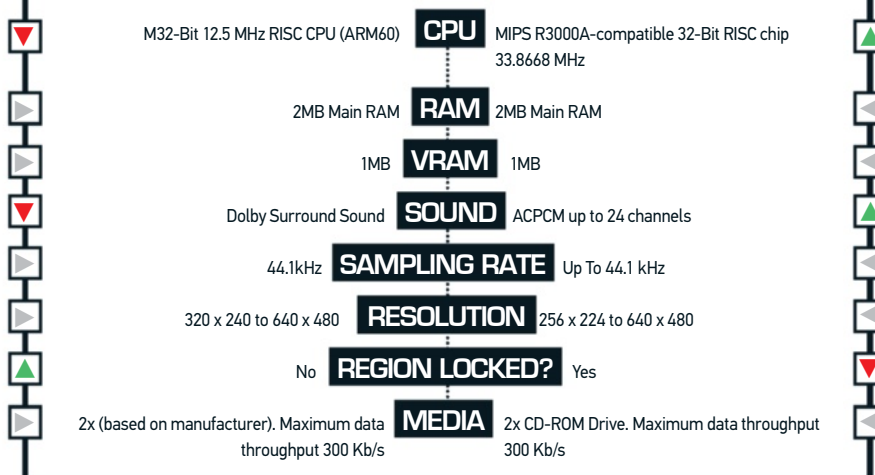 M32-Bit 12.5 MHz RISC CPU (ARM60) CPU MIPS R3000A-compatible 32-Bit RISC chip
33.8668 MHz
2MB Main RAM RAM 2MB Main RAM
1MB VRAM 1MB
Dolby Surround Sound SOUND ACPCM up to 24 channels
44.1kHz SAMPLING RATE Up To 44.1 kHz
320 x 240 to 640 x 480 RESOLUTION 256 x 224 to 640 x 480
No REGION LOCKED? Yes
2x (based on manufacturer). Maximum data MEDIA 2x CD-ROM Drive. Maximum data throughput
throughput 300 Kb/s 300 Kb/s